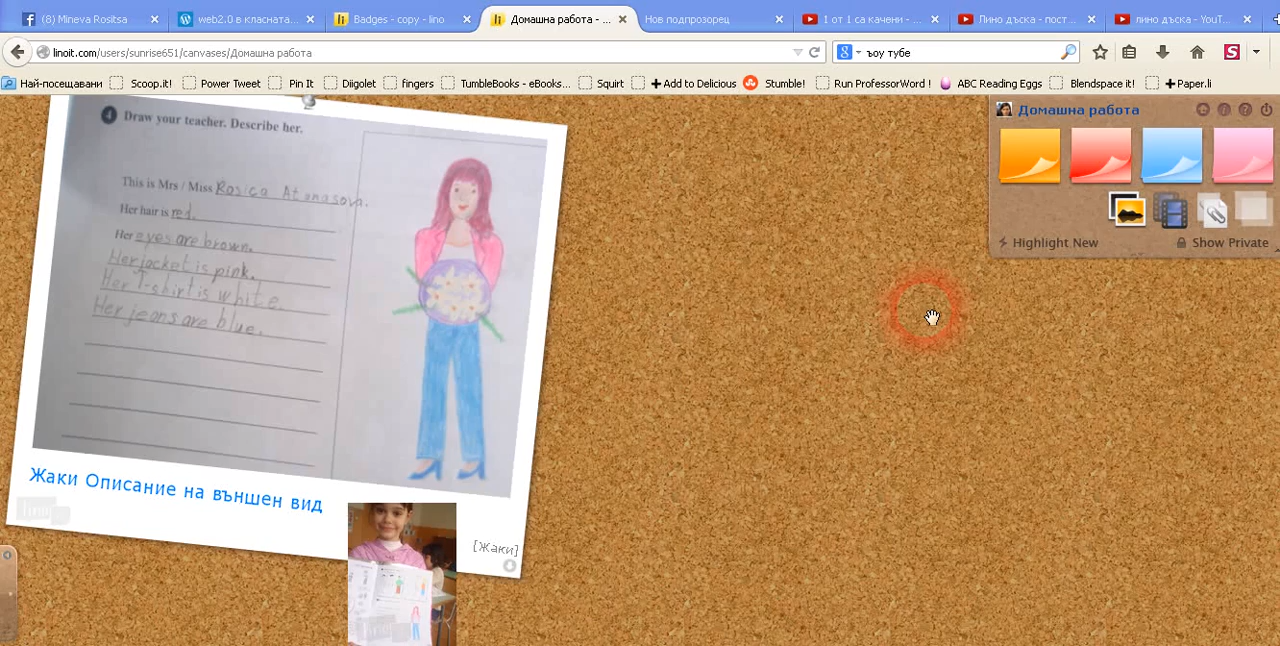 (8) Mineva Rositsa
web2.0 в класната...
Badges - copy - lino
Домашна работа - ...
Нов подпрозорец
1 от 1 са качени - ...
Лино дъска - пост...
лино дъска - YouT...
linoit.com/users/sunrise651/canvases/Домашна работа
ъоу тубе
Най-посещавани
Scoop.it!
Power Tweet
Pin It
Diigolet
fingers
TumbleBooks - eBooks...
Squirt
Add to Delicious
Stumble!
Run ProfessorWord !
ABC Reading Eggs
Blendspace it!
Paper.li
Домашна работа
Highlight New
Show Private
4 Draw your teacher. Describe her.
This is Mrs / Miss Rosica Atanasova.
Her hair is red.
Her eyes are brown.
Her jacket is pink.
Her T-shirt is white.
Her jeans are blue.
Жаки Описание на външен вид
[Жаки]